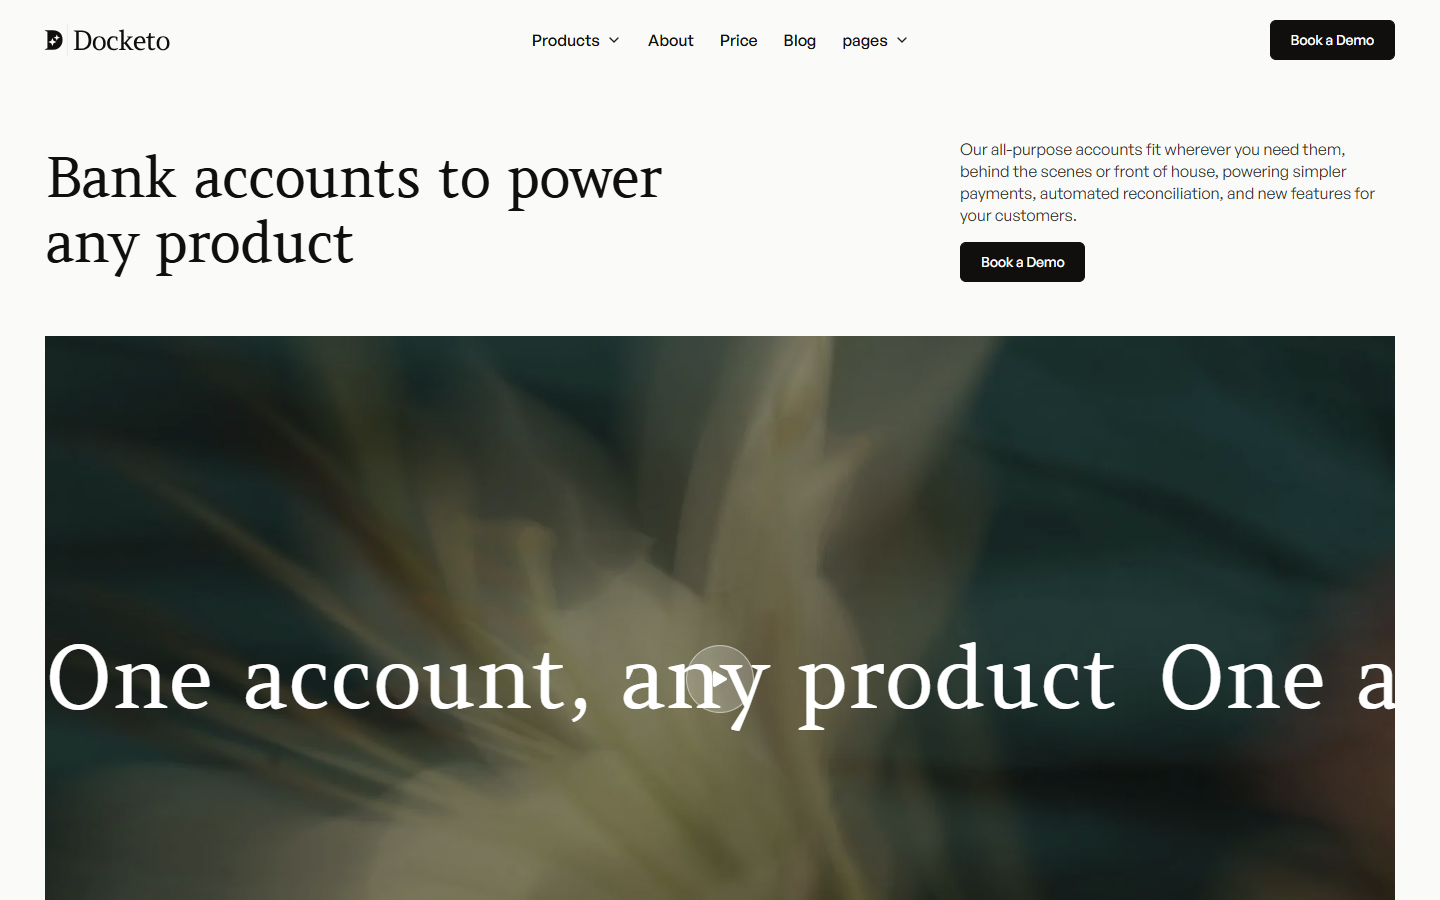 Docketo
Products
About
Price
Blog
pages
Book a Demo
Bank accounts to power
any product
Our all-purpose accounts fit wherever you need them,
behind the scenes or front of house, powering simpler
payments, automated reconciliation, and new features for
your customers.
Book a Demo
One account, any product One a